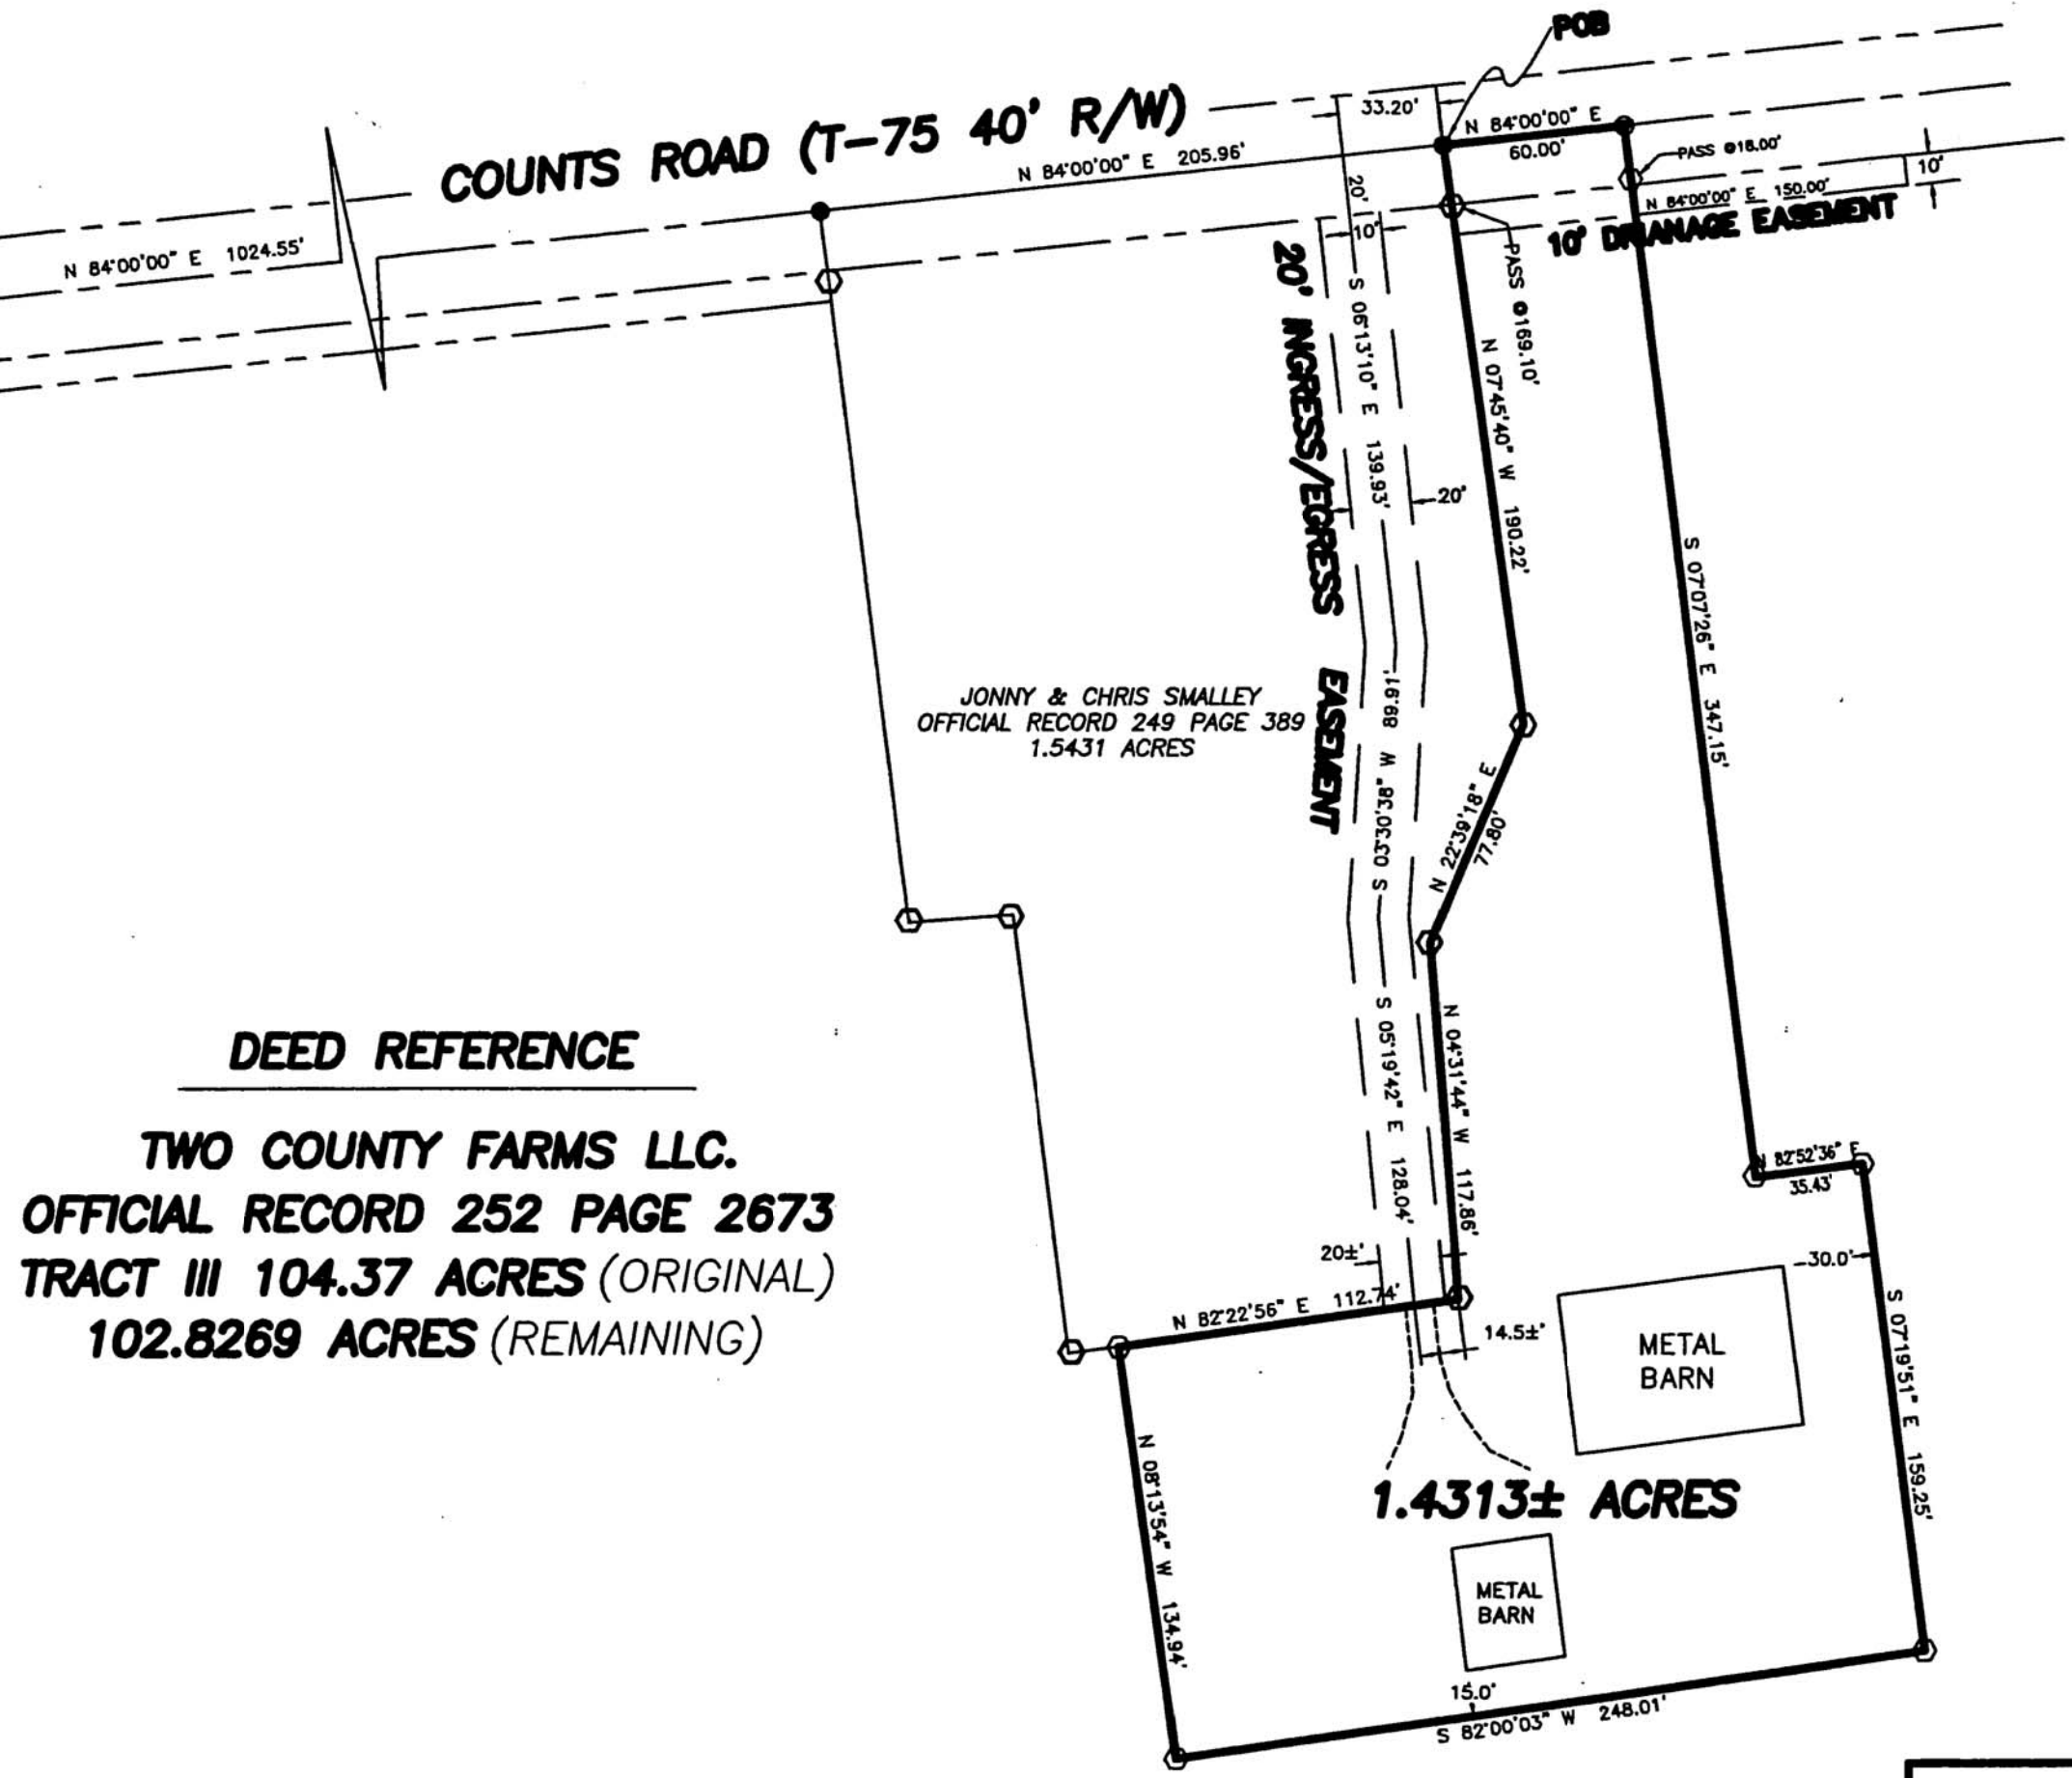 POB
COUNTS ROAD (T-75 40' R/W)
33.20'
N 84°00'00" E
60.00'
PASS @18.00'
N 84°00'00" E 205.96'
10'
N 84°00'00" E 150.00'
10' DRIANAGE EASEMENT
N 84°00'00" E 1024.55'
20'
10'
PASS @169.10'
20' INGRESS/EGRESS EASEMENT
S 06°13'10" E 139.93'
N 07°45'40" W 190.22'
20'
S 07°07'26" E 347.15'
JONNY & CHRIS SMALLEY
OFFICIAL RECORD 249 PAGE 389
1.5431 ACRES
S 03°30'38" W 89.91'
N 22°39'18" E
77.80'
S 05°19'42" E 128.04'
N 04°31'44" W 117.86'
DEED REFERENCE
TWO COUNTY FARMS LLC.
OFFICIAL RECORD 252 PAGE 2673
TRACT III 104.37 ACRES (ORIGINAL)
102.8269 ACRES (REMAINING)
N 82°52'36" E
35.43'
20±'
30.0'
N 82°22'56" E 112.74'
14.5±'
METAL
BARN
S 07°19'51" E 159.25'
N 08°13'54" W 134.94'
1.4313± ACRES
METAL
BARN
15.0'
S 82°00'03" W 248.01'